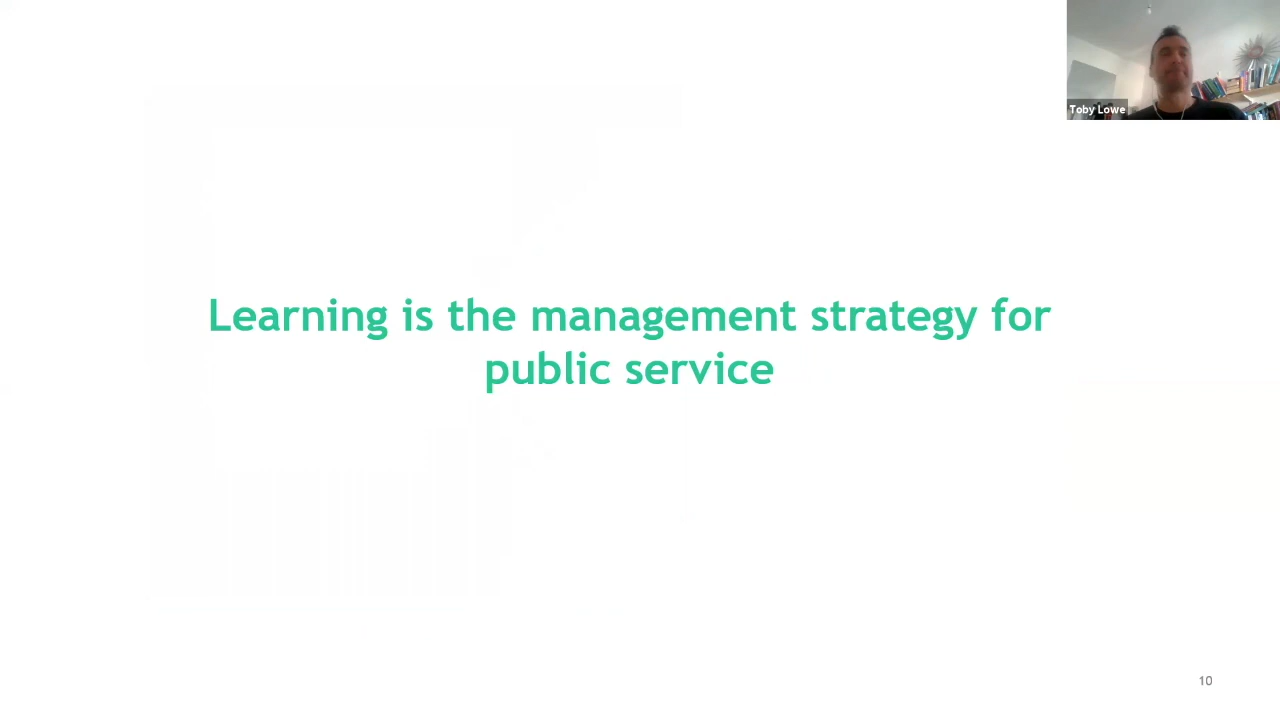 Toby Lowe
Learning is the management strategy for
public service
10